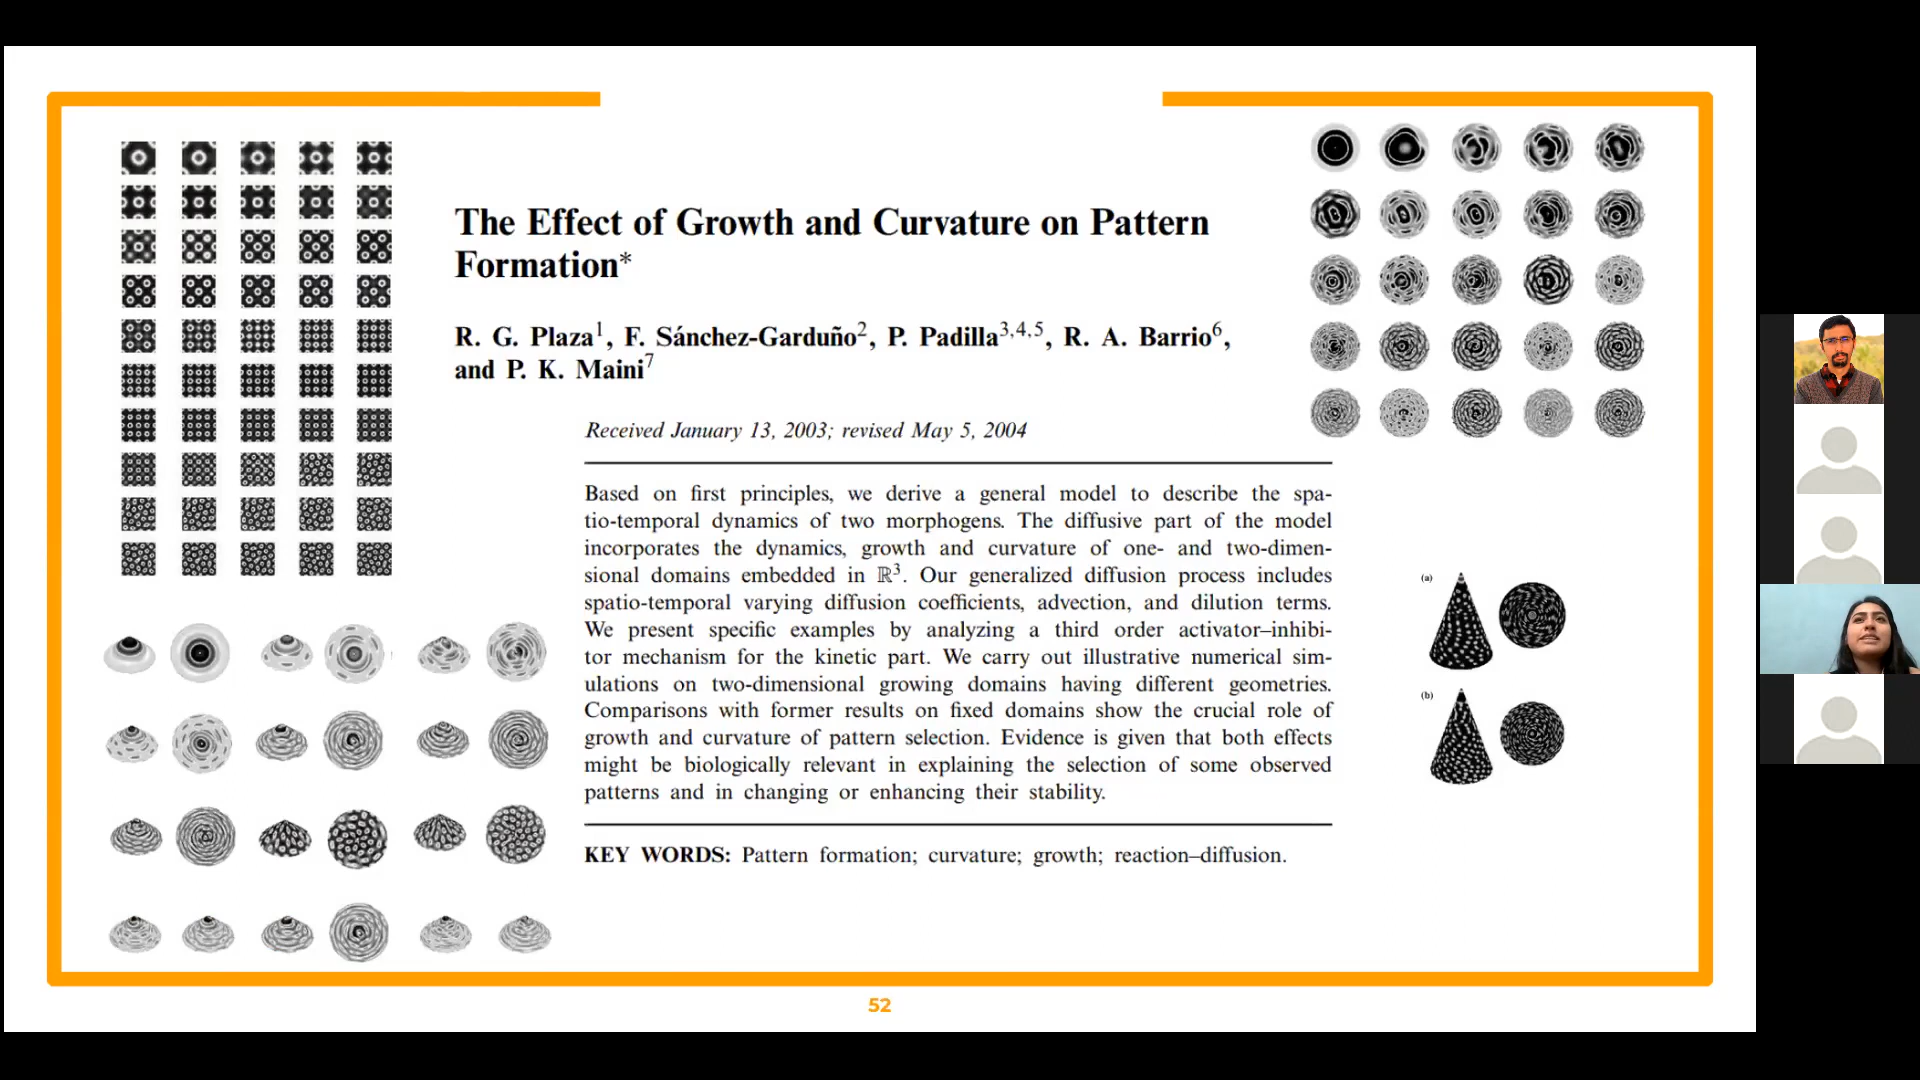 The Effect of Growth and Curvature on Pattern
Formation*
R. G. Plaza1, F. Sánchez-Garduño2, P. Padilla3,4,5, R. A. Barrio6,
and P. K. Maini7
Received January 13, 2003; revised May 5, 2004
Based on first principles, we derive a general model to describe the spa-
tio-temporal dynamics of two morphogens. The diffusive part of the model
incorporates the dynamics, growth and curvature of one- and two-dimen-
sional domains embedded in ℝ3. Our generalized diffusion process includes
spatio-temporal varying diffusion coefficients, advection, and dilution terms.
We present specific examples by analyzing a third order activator–inhibi-
tor mechanism for the kinetic part. We carry out illustrative numerical sim-
ulations on two-dimensional growing domains having different geometries.
Comparisons with former results on fixed domains show the crucial role of
growth and curvature of pattern selection. Evidence is given that both effects
might be biologically relevant in explaining the selection of some observed
patterns and in changing or enhancing their stability.
KEY WORDS: Pattern formation; curvature; growth; reaction–diffusion.
(a)
(b)
52